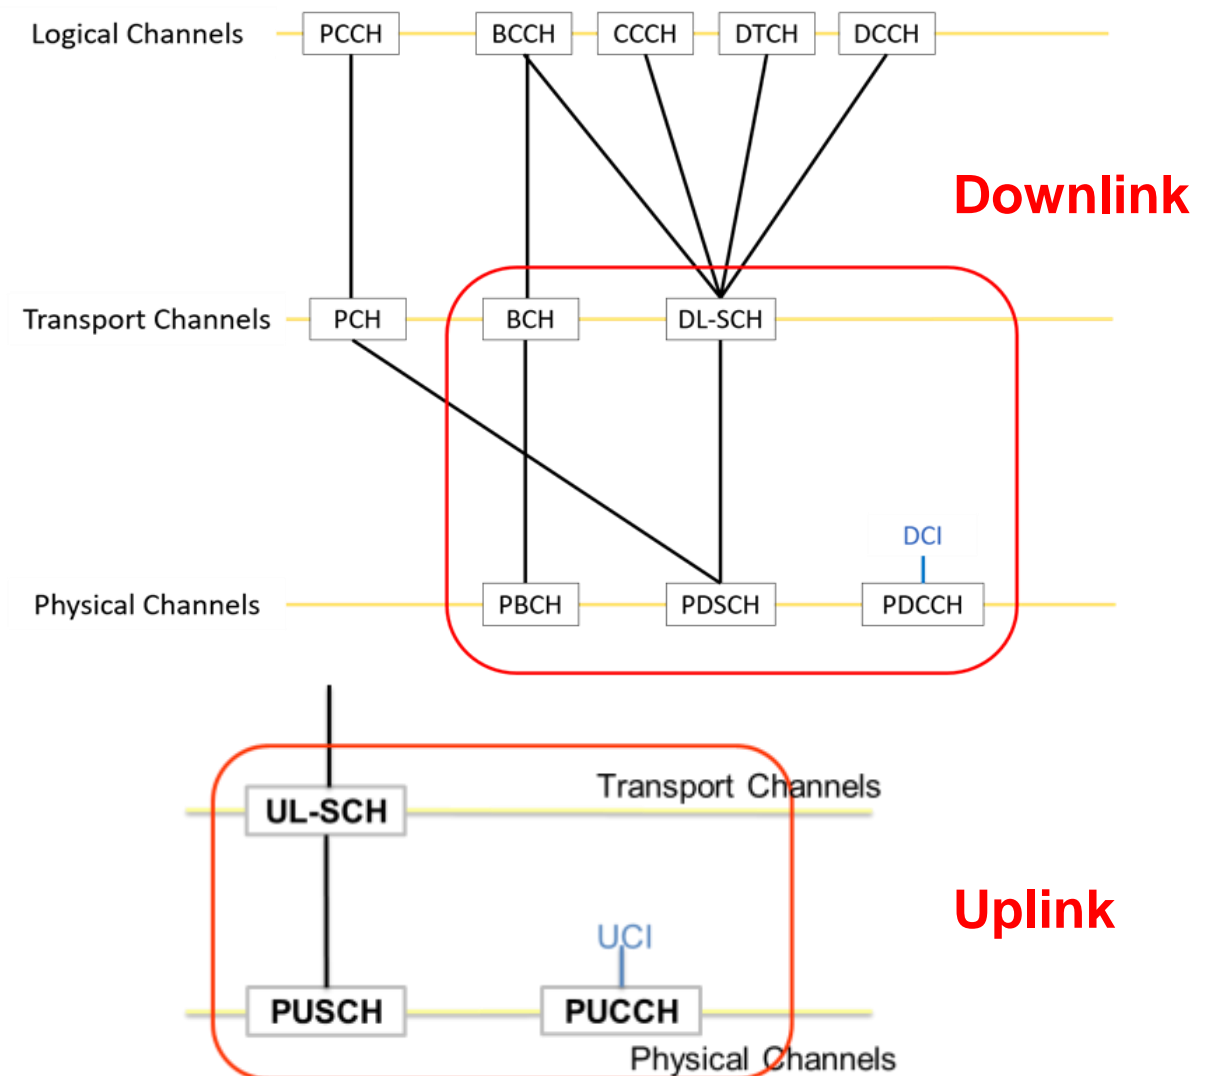 Logical Channels PCCH BCCH CCCH DTCH DCCH
Downlink
Transport Channels PCH BCH DL-SCH
DCI
Physical Channels PBCH PDSCH PDCCH
Transport Channels
UL-SCH
Uplink
UCI
PUSCH PUCCH
Physical Channels